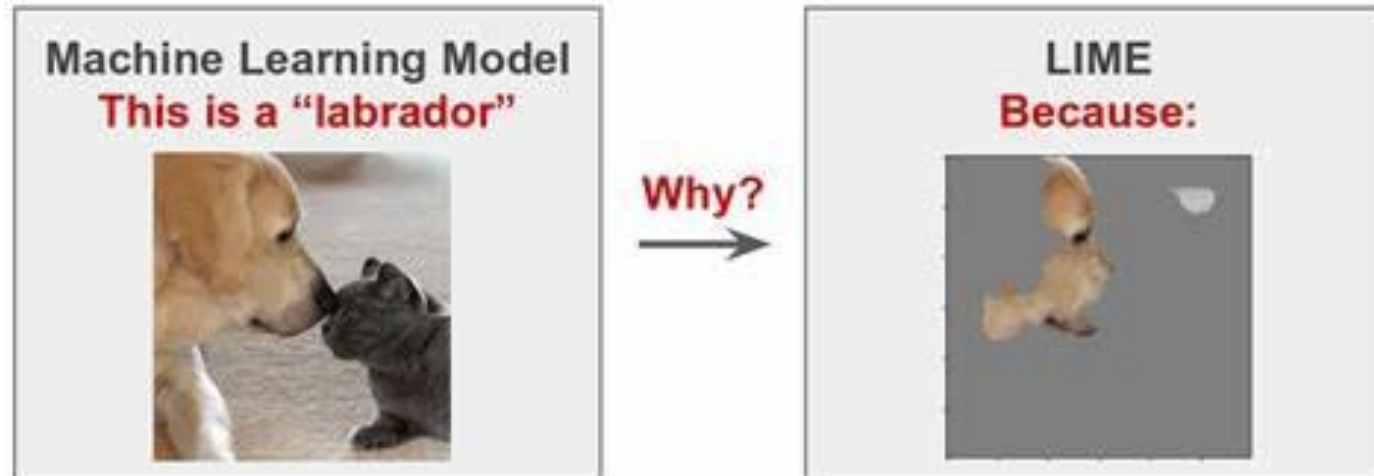 Machine Learning Model
This is a “labrador”
Why?
LIME
Because: